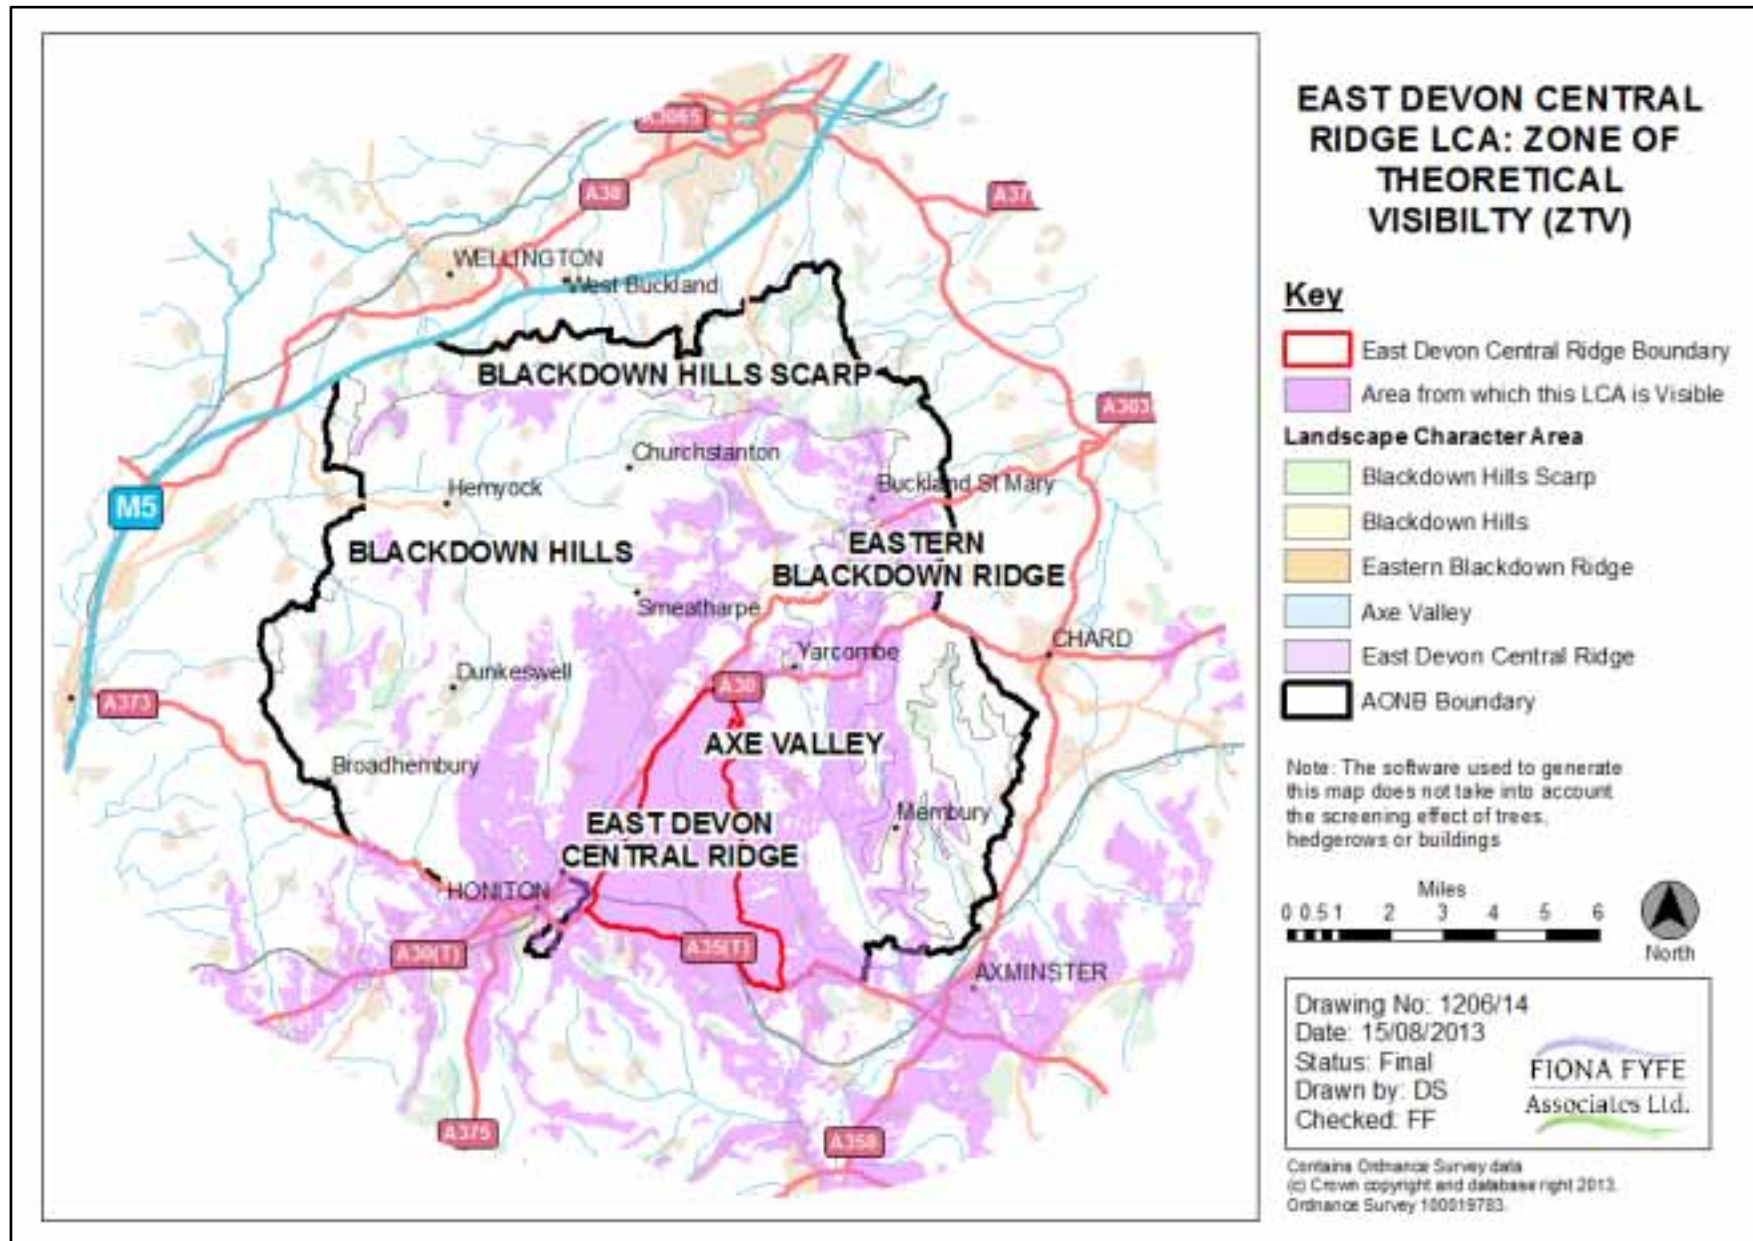 EAST DEVON CENTRAL
RIDGE LCA: ZONE OF
THEORETICAL
VISIBILTY (ZTV)
Key
East Devon Central Ridge Boundary
Area from which this LCA is Visible
Landscape Character Area
Blackdown Hills Scarp
Blackdown Hills
Eastern Blackdown Ridge
Axe Valley
East Devon Central Ridge
AONB Boundary
Note: The software used to generate
this map does not take into account
the screening effect of trees,
hedgerows or buildings
Miles
0 0.5 1 2 3 4 5 6
North
Drawing No: 1206/14
Date: 15/08/2013
Status: Final
Drawn by: DS
Checked: FF
FIONA FYFE
Associates Ltd.
Contains Ordnance Survey data
(c) Crown copyright and database right 2013.
Ordnance Survey 100019783.
A3065
A38
WELLINGTON
West Buckland
BLACKDOWN HILLS SCARP
Churchstanton
Hemyock
M5
Buckland St Mary
BLACKDOWN HILLS
EASTERN
BLACKDOWN RIDGE
Smeatharpe
CHARD
Yarcombe
Dunkeswell
A30
A373
AXE VALLEY
Broadhembury
Membury
EAST DEVON
CENTRAL RIDGE
HONITON
A30(T)
A35(T)
AXMINSTER
A375
A358